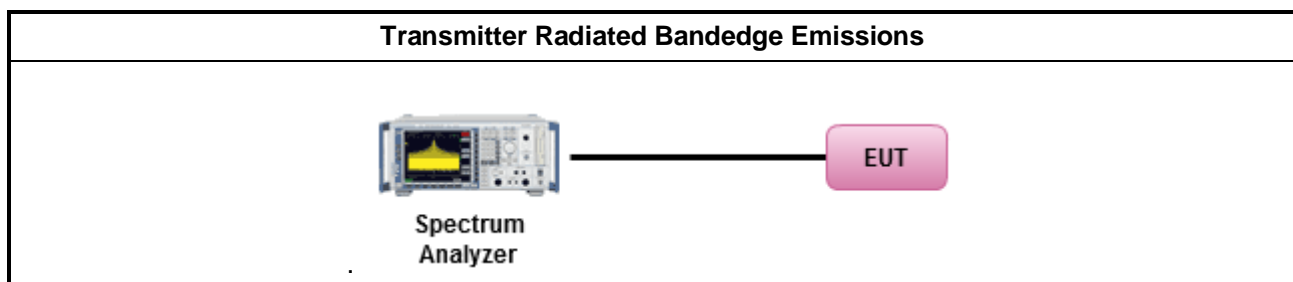 Transmitter Radiated Bandedge Emissions
EUT
Spectrum
Analyzer
.